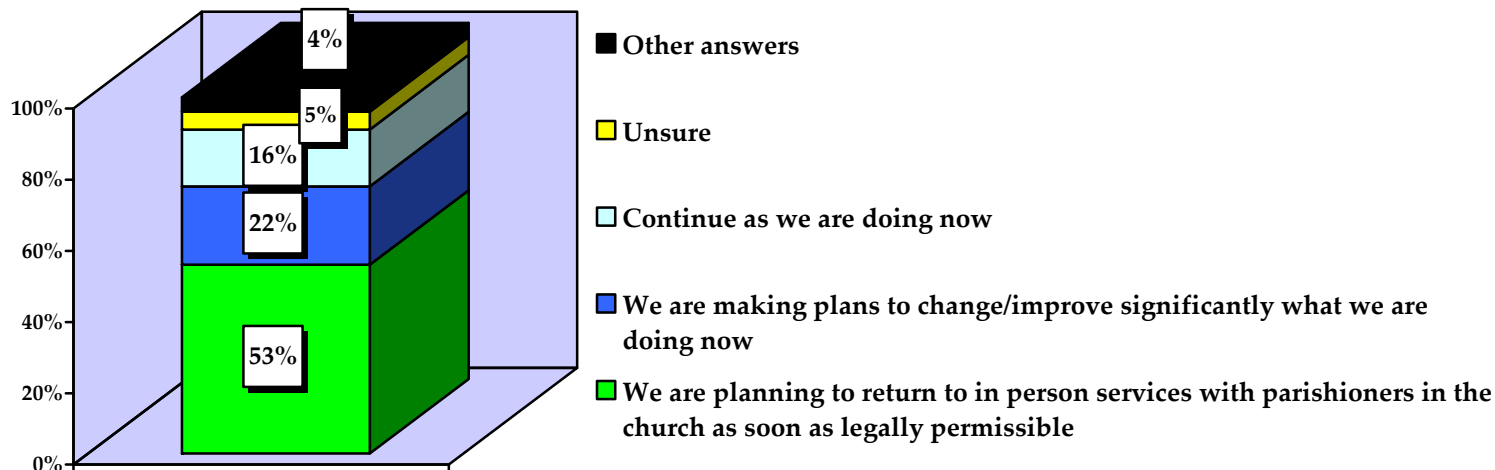 4%
Other answers
100%
5%
Unsure
16%
80%
22%
Continue as we are doing now
60%
We are making plans to change/improve significantly what we are
doing now
40%
53%
20%
We are planning to return to in person services with parishioners in the
church as soon as legally permissible
0%